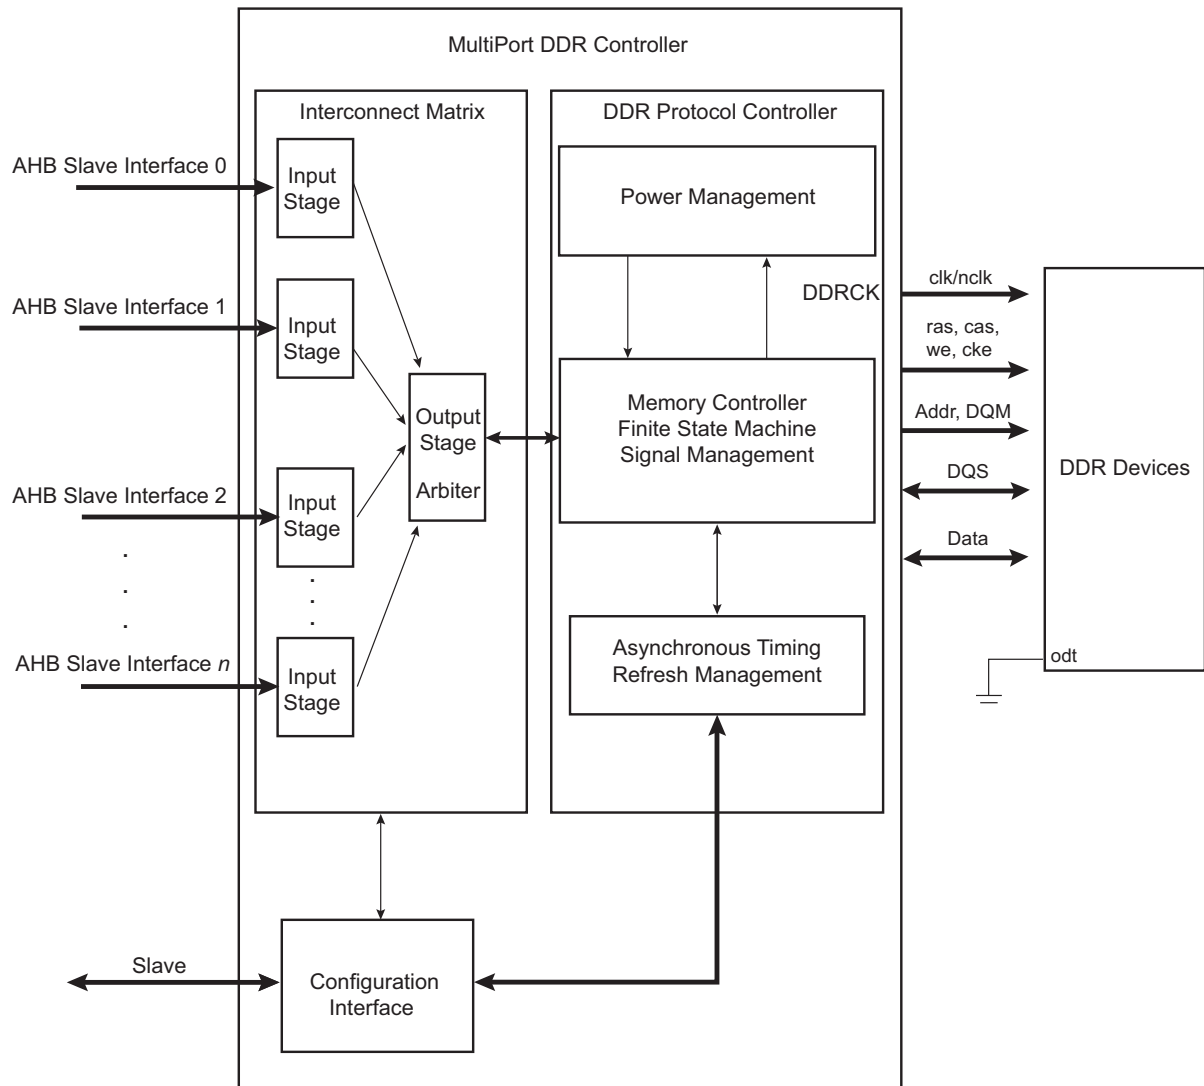 MultiPort DDR Controller
Interconnect Matrix
DDR Protocol Controller
AHB Slave Interface 0
Input
Stage
Power Management
AHB Slave Interface 1
Input
Stage
DDRCK
clk/nclk
ras, cas,
we, cke
Output
Stage
Arbiter
Memory Controller
Finite State Machine
Signal Management
Addr, DQM
DQS
Data
DDR Devices
AHB Slave Interface 2
Input
Stage
.
.
.
.
.
.
AHB Slave Interface n
Input
Stage
Asynchronous Timing
Refresh Management
odt
Slave
Configuration
Interface